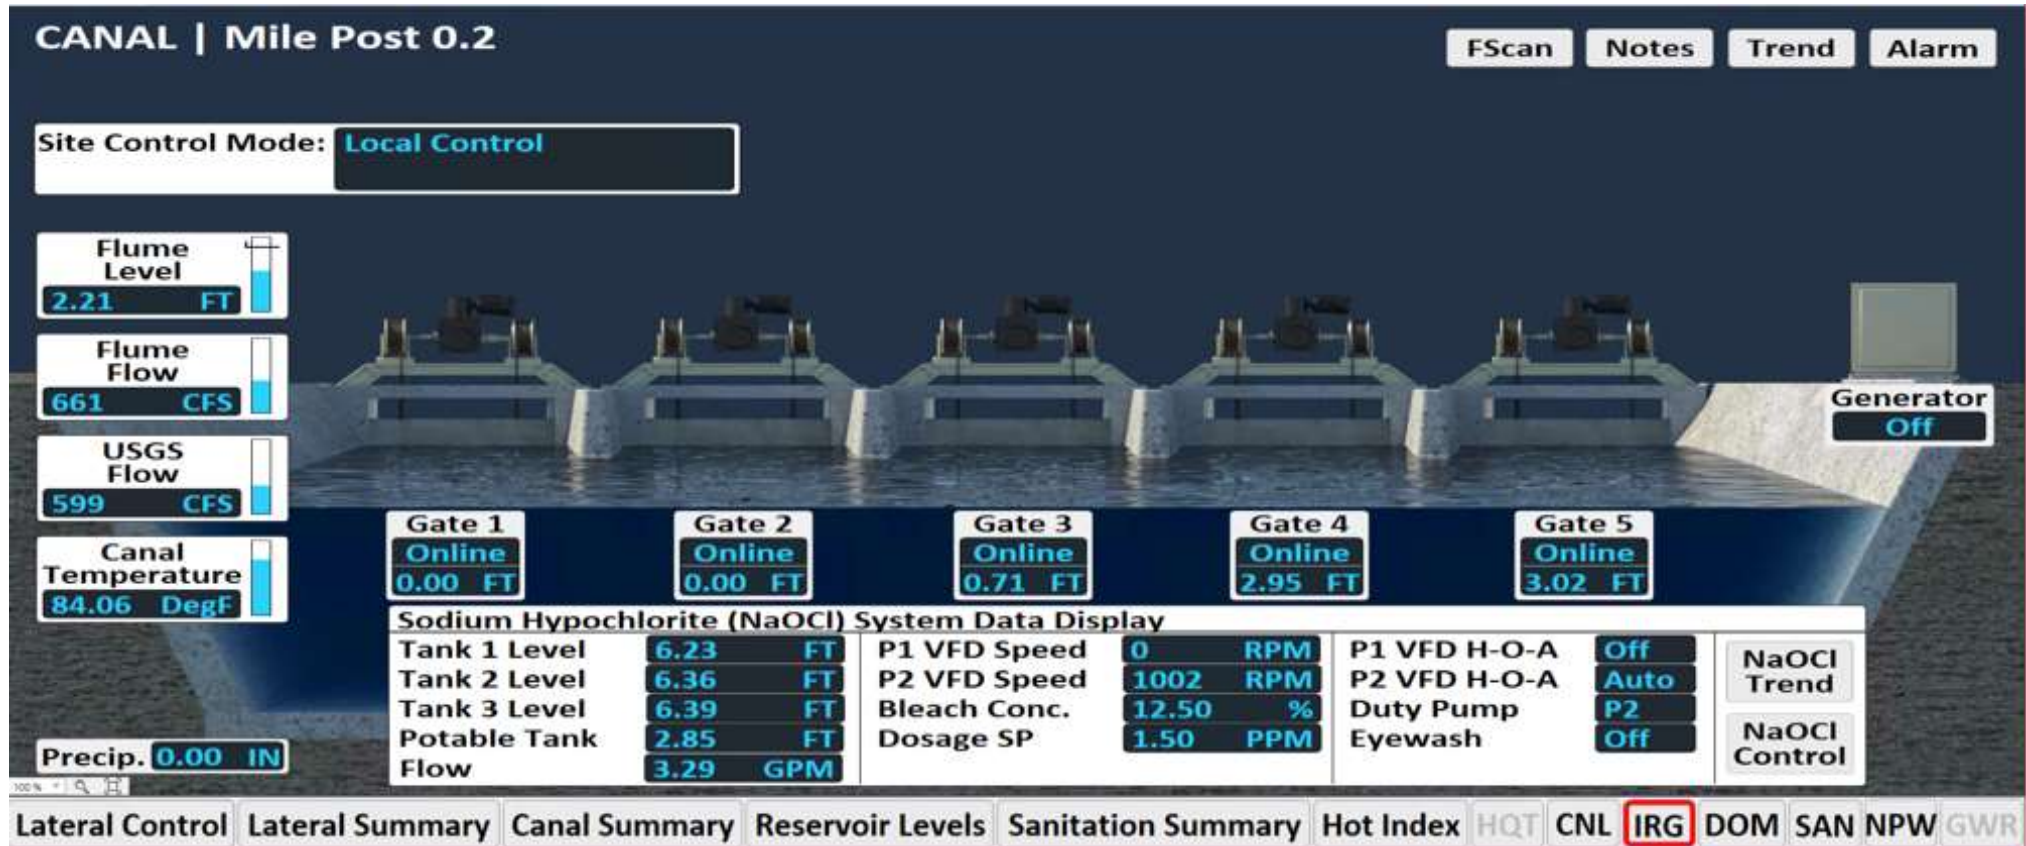 CANAL | Mile Post 0.2
FScan Notes Trend Alarm
Site Control Mode: Local Control
Flume
Level
2.21 FT
Flume
Flow
661 CFS
USGS
Flow
599 CFS
Canal
Temperature
84.06 DegF
Precip. 0.00 IN
Generator
Off
Gate 1
Online
0.00 FT
Gate 2
Online
0.00 FT
Gate 3
Online
0.71 FT
Gate 4
Online
2.95 FT
Gate 5
Online
3.02 FT
Sodium Hypochlorite (NaOCl) System Data Display
Tank 1 Level 6.23 FT
Tank 2 Level 6.36 FT
Tank 3 Level 6.39 FT
Potable Tank 2.85 FT
Flow 3.29 GPM
P1 VFD Speed 0 RPM
P2 VFD Speed 1002 RPM
Bleach Conc. 12.50 %
Dosage SP 1.50 PPM
P1 VFD H-O-A Off
P2 VFD H-O-A Auto
Duty Pump P2
Eyewash Off
NaOCl
Trend
NaOCl
Control
100 %
Lateral Control Lateral Summary Canal Summary Reservoir Levels Sanitation Summary Hot Index HQT CNL IRG DOM SAN NPW GWR